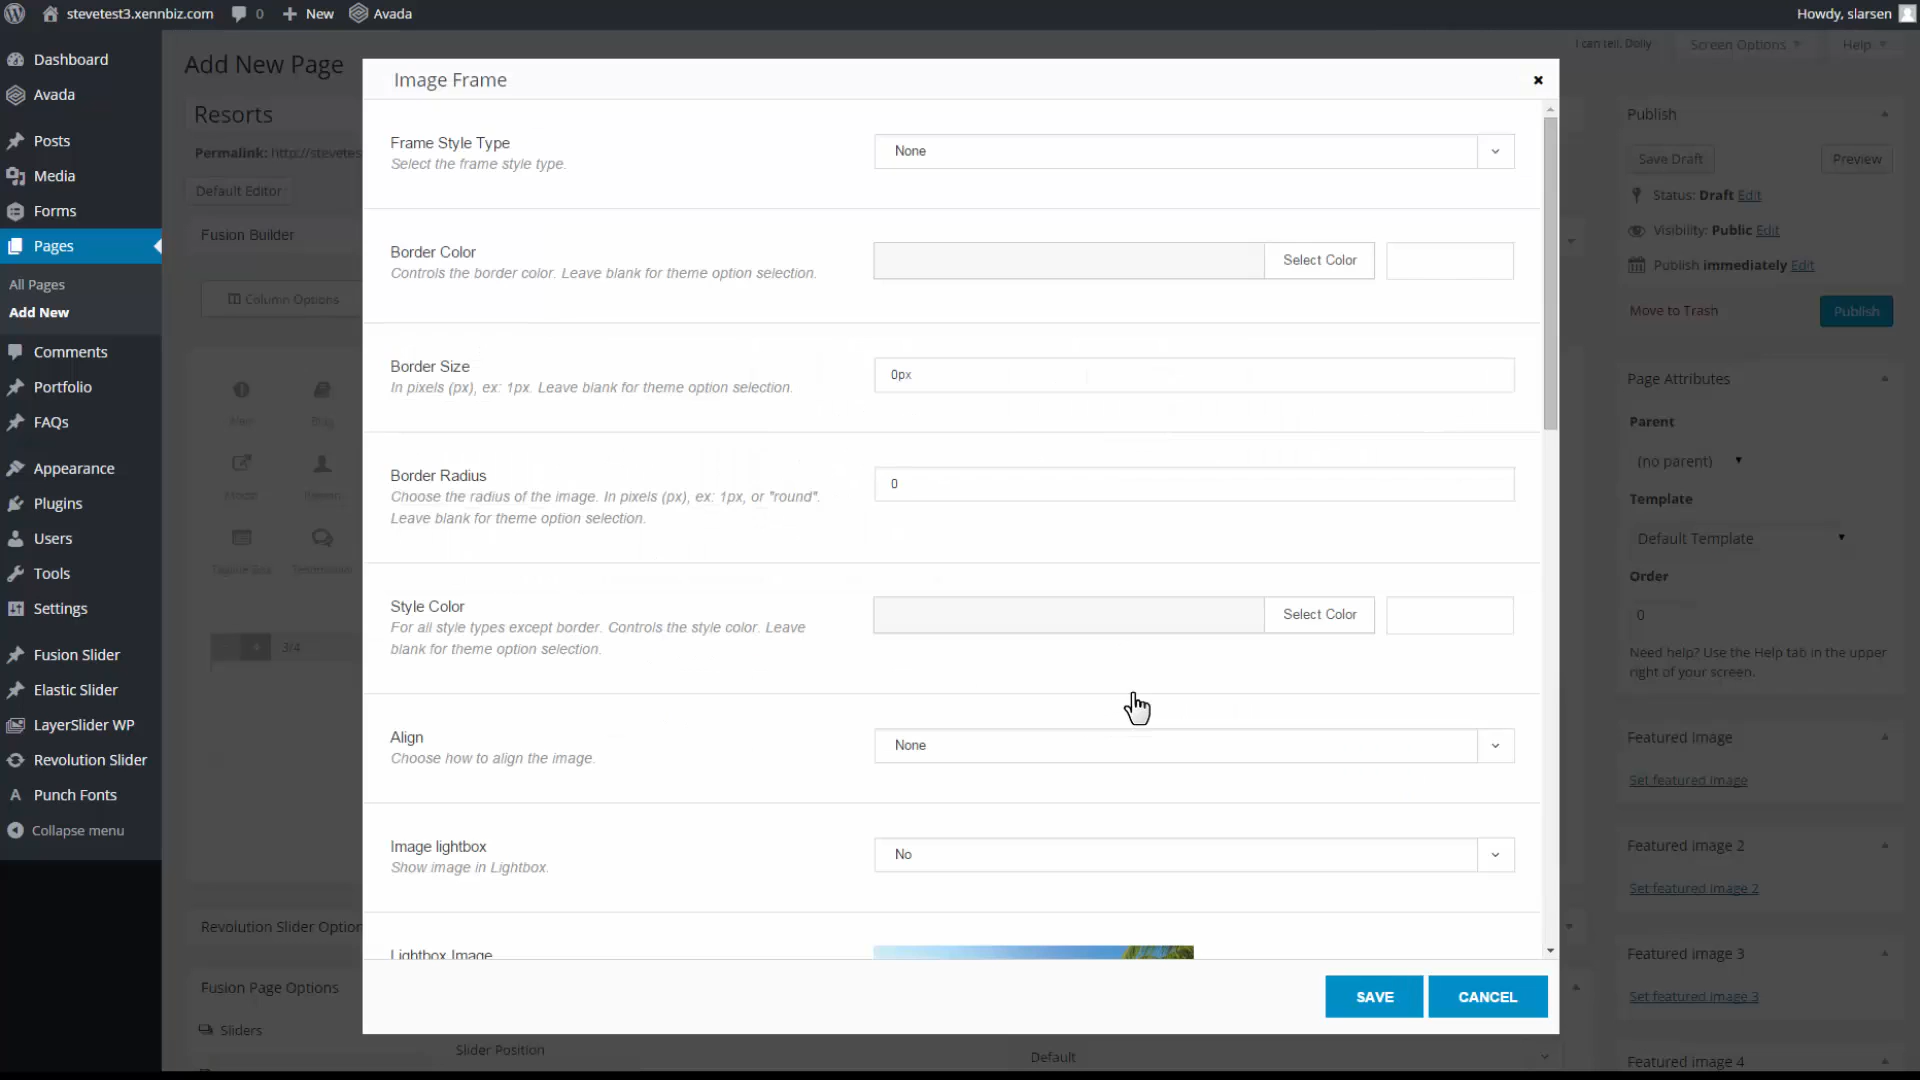 stevetest3.xennbiz.com
0
New
Avada
Howdy, slarsen
Dashboard
Avada
Posts
Media
Forms
Pages
All Pages
Add New
Comments
Portfolio
FAQs
Appearance
Plugins
Users
Tools
Settings
Fusion Slider
Elastic Slider
LayerSlider WP
Revolution Slider
Punch Fonts
Collapse menu
I can tell, Dolly
Screen Options
Help
Add New Page
Resorts
Permalink: http://stevetes
Default Editor
Fusion Builder
Column Options
3/4
Revolution Slider Option
Fusion Page Options
Sliders
Slider Position
Default
Image Frame
Frame Style Type
Select the frame style type.
None
Border Color
Controls the border color. Leave blank for theme option selection.
Select Color
Border Size
In pixels (px), ex: 1px. Leave blank for theme option selection.
0px
Border Radius
Choose the radius of the image. In pixels (px), ex: 1px, or "round".
Leave blank for theme option selection.
0
Style Color
For all style types except border. Controls the style color. Leave
blank for theme option selection.
Select Color
Align
Choose how to align the image.
None
Image lightbox
Show image in Lightbox.
No
Lightbox Image
SAVE
CANCEL
Publish
Save Draft
Preview
Status: Draft Edit
Visibility: Public Edit
Publish immediately Edit
Move to Trash
Publish
Page Attributes
Parent
(no parent)
Template
Default Template
Order
0
Need help? Use the Help tab in the upper
right of your screen.
Featured Image
Set featured image
Featured image 2
Set featured image 2
Featured image 3
Set featured image 3
Featured image 4